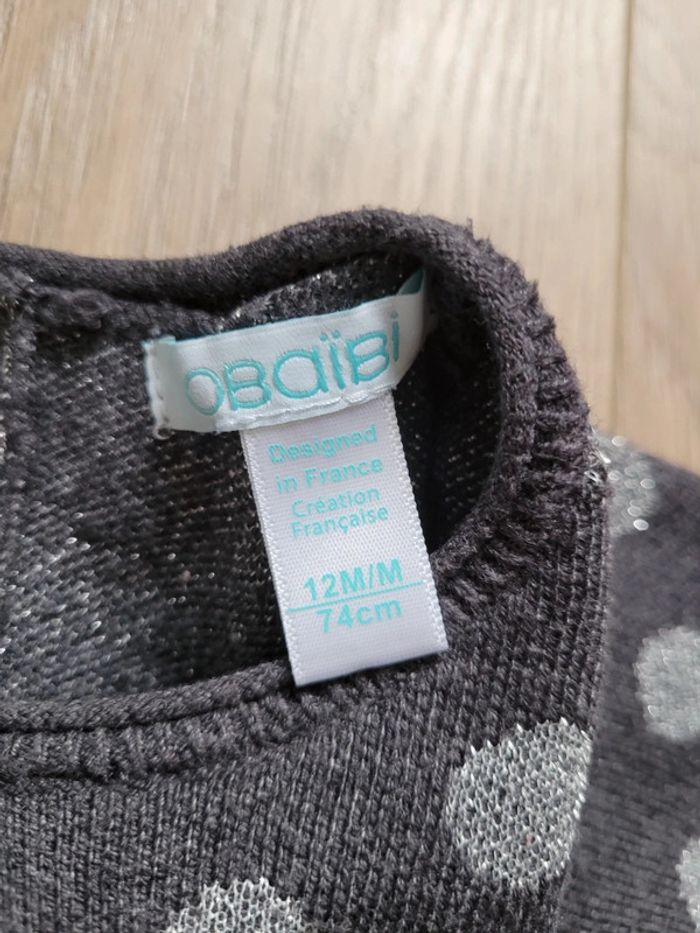 OBAÏBI
Designed
in France
Création
Française
12M/M
74cm